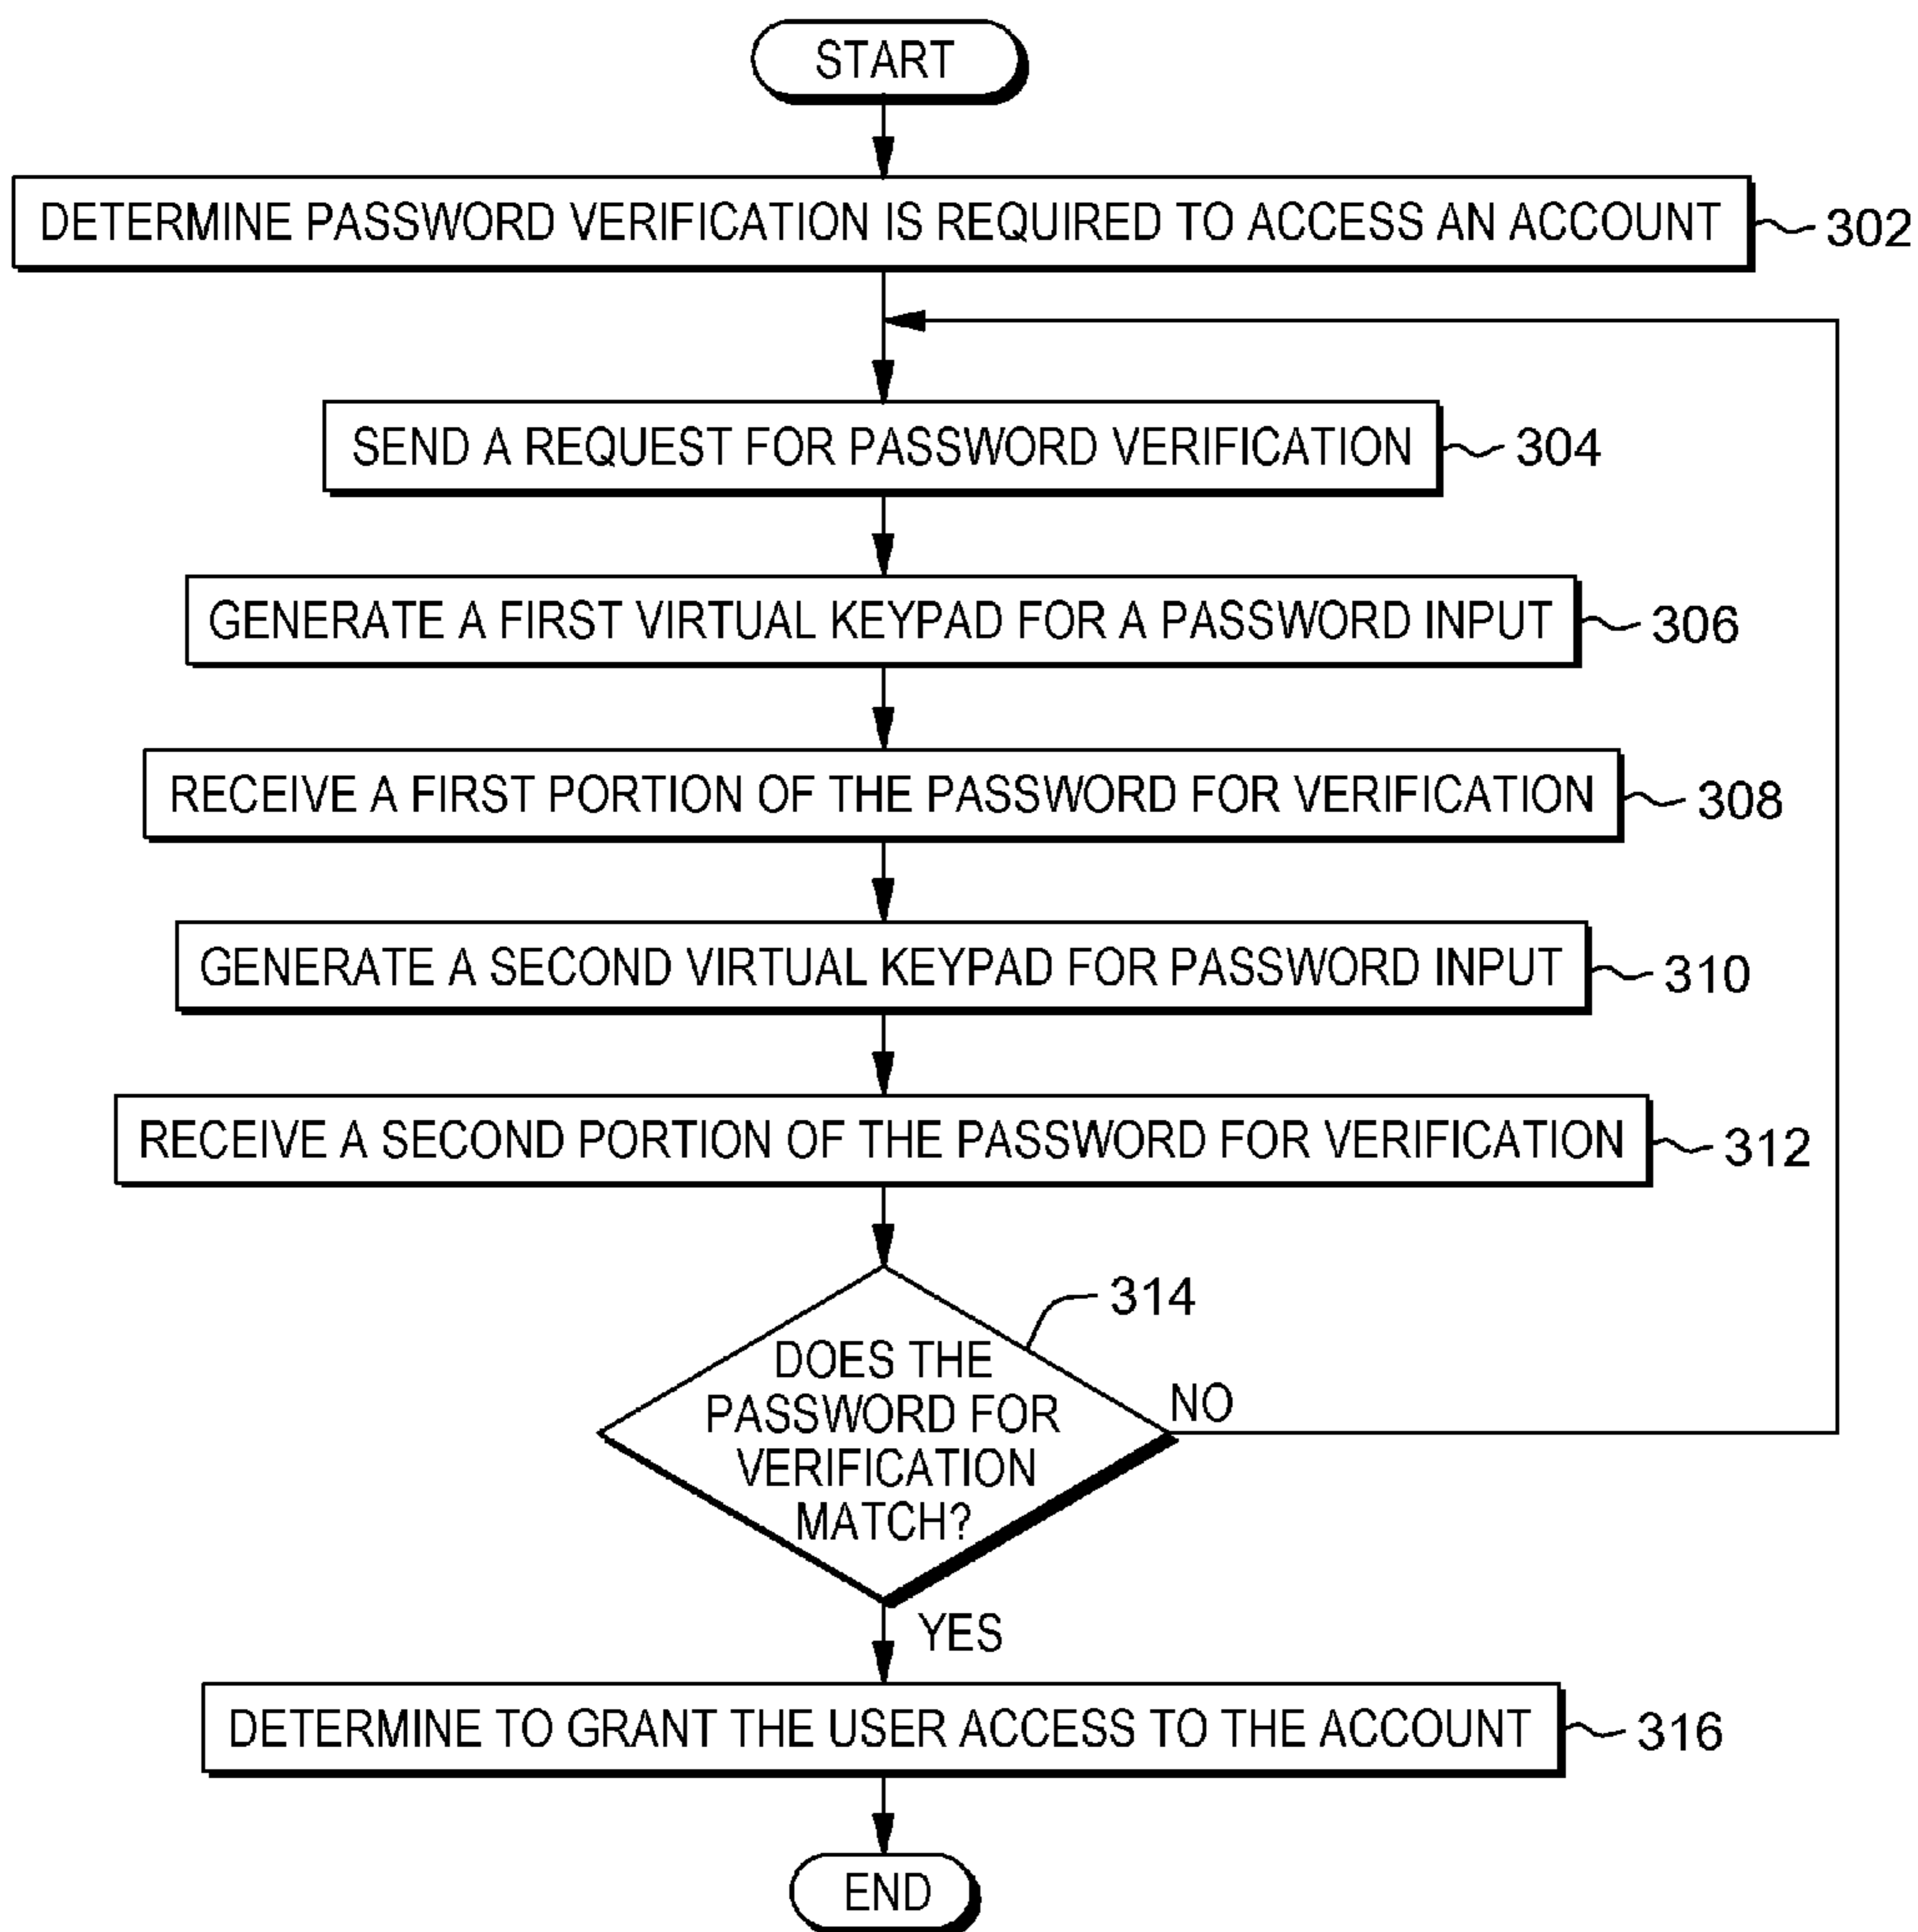 START
DETERMINE PASSWORD VERIFICATION IS REQUIRED TO ACCESS AN ACCOUNT
302
SEND A REQUEST FOR PASSWORD VERIFICATION
304
GENERATE A FIRST VIRTUAL KEYPAD FOR A PASSWORD INPUT
306
RECEIVE A FIRST PORTION OF THE PASSWORD FOR VERIFICATION
308
GENERATE A SECOND VIRTUAL KEYPAD FOR PASSWORD INPUT
310
RECEIVE A SECOND PORTION OF THE PASSWORD FOR VERIFICATION
312
314
DOES THE
PASSWORD FOR
VERIFICATION
MATCH?
NO
YES
DETERMINE TO GRANT THE USER ACCESS TO THE ACCOUNT
316
END